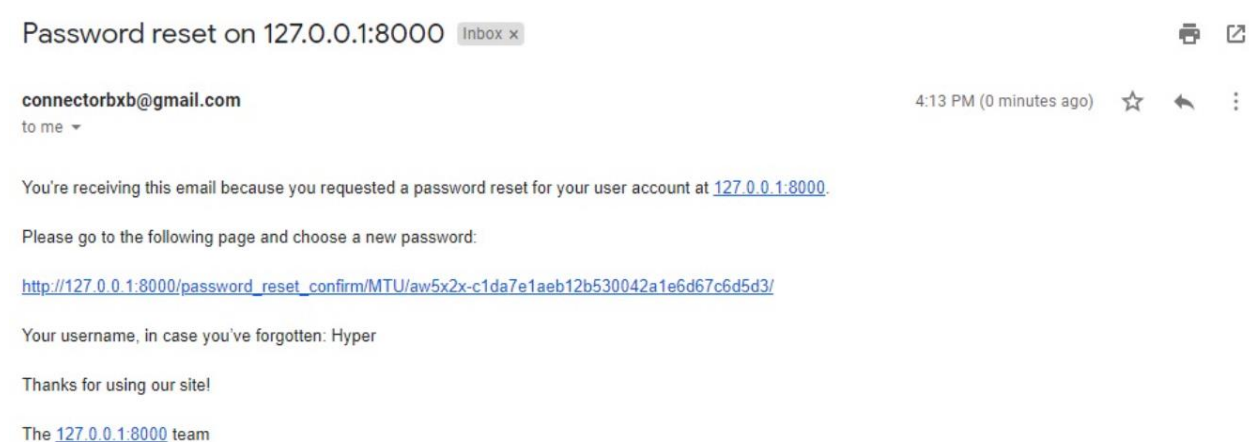 Password reset on 127.0.0.1:8000 Inbox x
connectorbxb@gmail.com 4:13 PM (0 minutes ago)
to me
You're receiving this email because you requested a password reset for your user account at 127.0.0.1:8000.
Please go to the following page and choose a new password:
http://127.0.0.1:8000/password_reset_confirm/MTU/aw5x2x-c1da7e1aeb12b530042a1e6d67c6d5d3/
Your username, in case you've forgotten: Hyper
Thanks for using our site!
The 127.0.0.1:8000 team